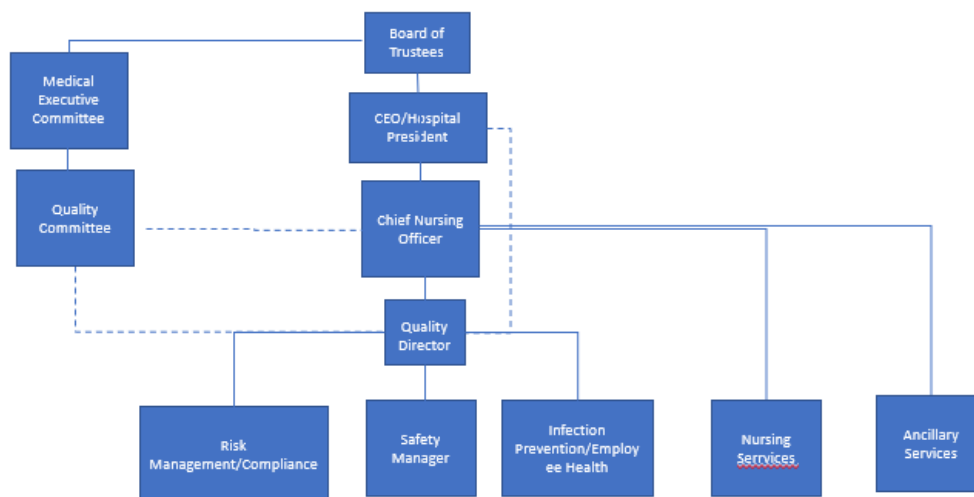 Board of
Trustees
Medical
Executive
Committee
CEO/Hospital
President
Quality
Committee
Chief Nursing
Officer
Quality
Director
Risk
Management/Compliance
Safety
Manager
Infection
Prevention/Employ
ee Health
Nursing
Serrvices
Ancillary
Services